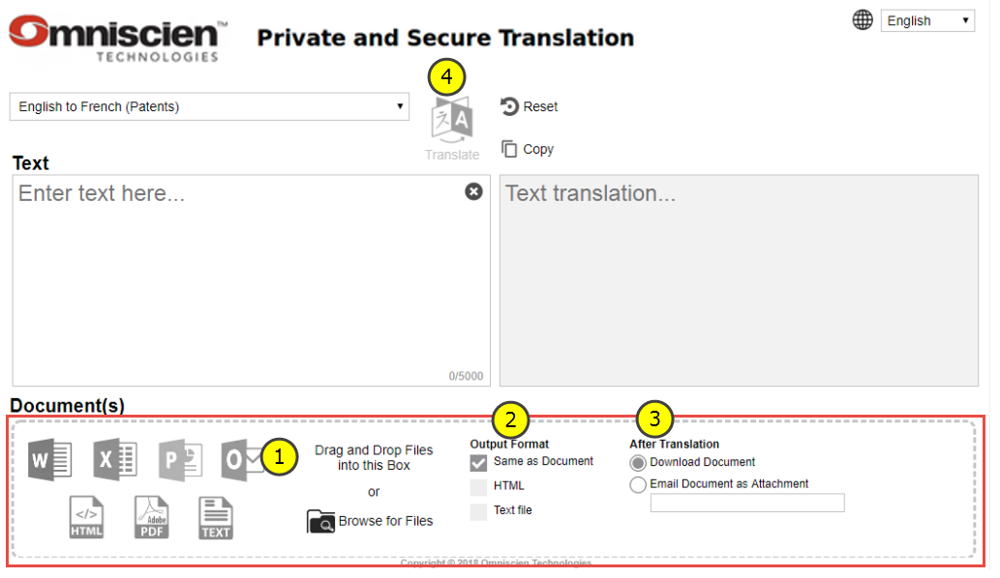 Omniscien™
TECHNOLOGIES
Private and Secure Translation
English
4
English to French (Patents)
Reset
Translate
Copy
Text
Enter text here...
Text translation...
0/5000
Document(s)
1
2
3
W
X
P
O
Drag and Drop Files
into this Box
or
Browse for Files
</>
HTML
Adobe
PDF
TEXT
Output Format
Same as Document
HTML
Text file
After Translation
Download Document
Email Document as Attachment
Copyright © 2018 Omniscien Technologies